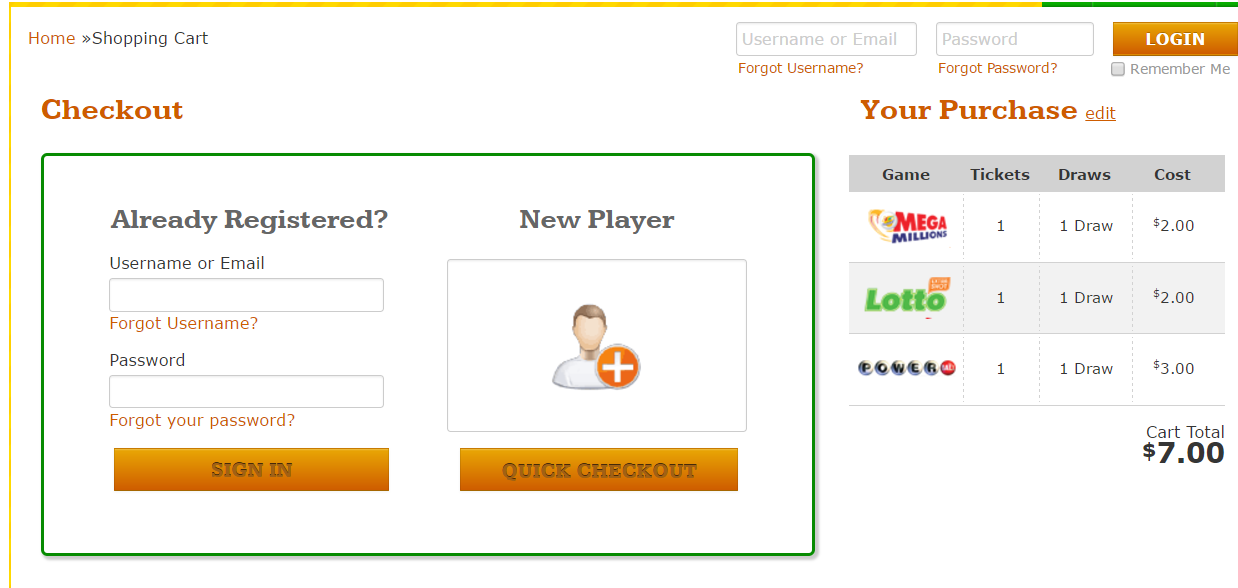 Home »Shopping Cart
Username or Email
Password
LOGIN
Forgot Username?
Forgot Password?
Remember Me
Checkout
Your Purchase edit
Already Registered?
Username or Email
Forgot Username?
Password
Forgot your password?
SIGN IN
New Player
QUICK CHECKOUT
Game Tickets Draws Cost
MEGA MILLIONS 1 1 Draw $2.00
Lotto 1 1 Draw $2.00
POWERBALL 1 1 Draw $3.00
Cart Total
$7.00